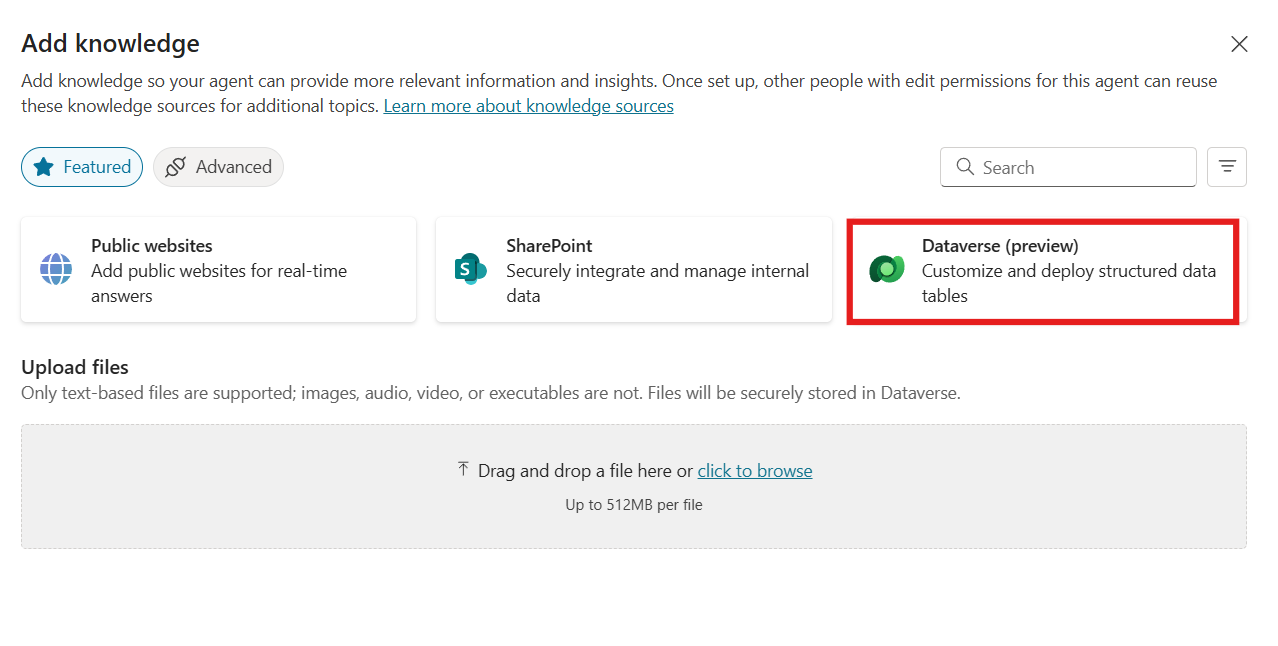 Add knowledge
Add knowledge so your agent can provide more relevant information and insights. Once set up, other people with edit permissions for this agent can reuse
these knowledge sources for additional topics. Learn more about knowledge sources
Featured
Advanced
Search
Public websites
Add public websites for real-time
answers
SharePoint
Securely integrate and manage internal
data
Dataverse (preview)
Customize and deploy structured data
tables
Upload files
Only text-based files are supported; images, audio, video, or executables are not. Files will be securely stored in Dataverse.
Drag and drop a file here or click to browse
Up to 512MB per file